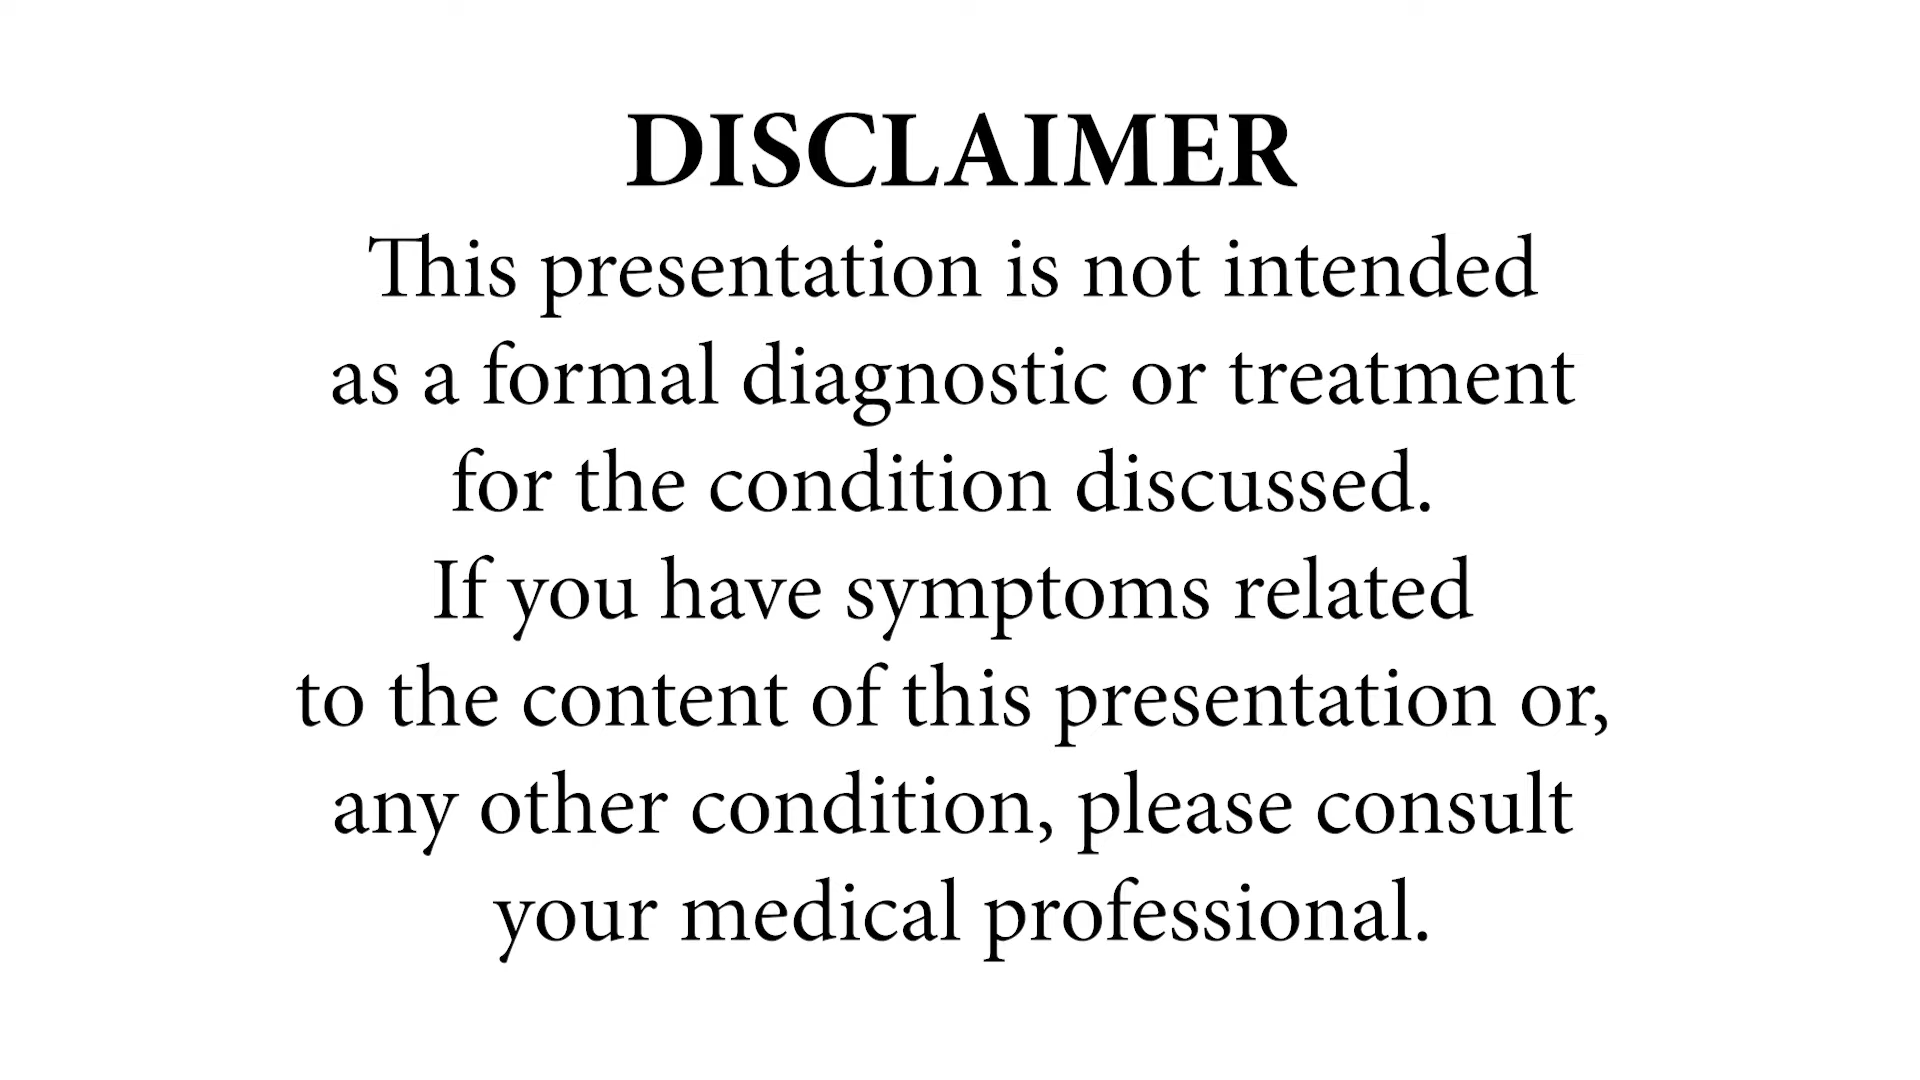 DISCLAIMER
This presentation is not intended
as a formal diagnostic or treatment
for the condition discussed.
If you have symptoms related
to the content of this presentation or,
any other condition, please consult
your medical professional.